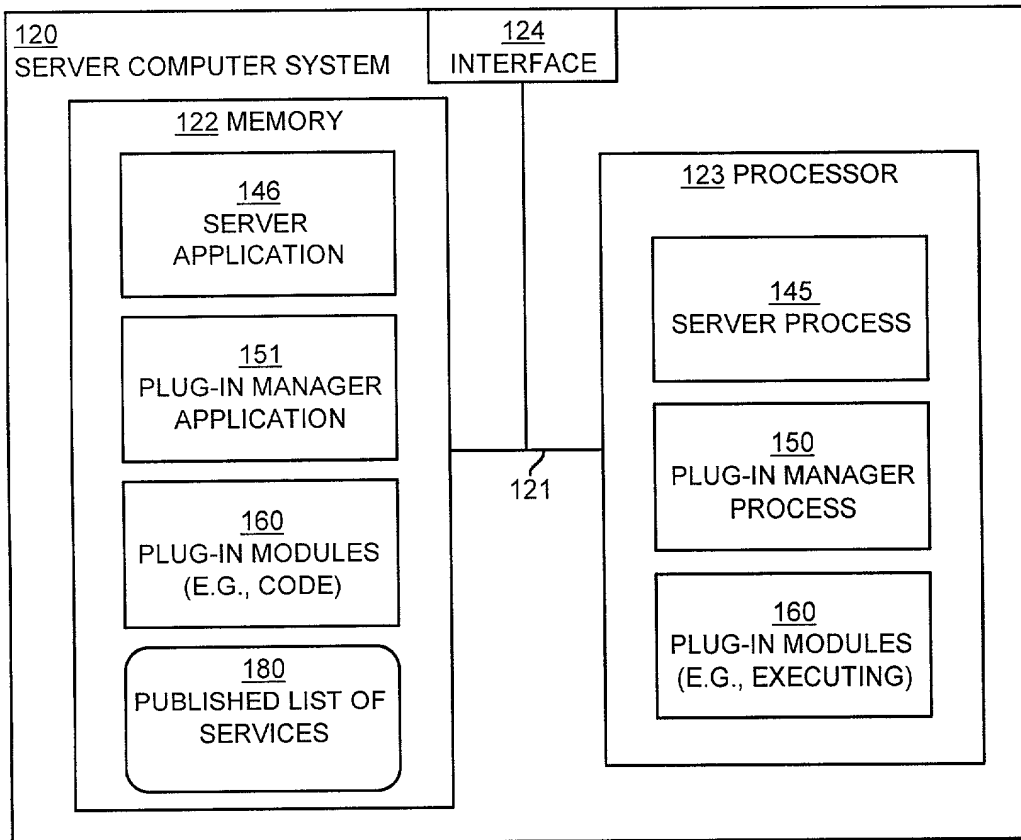 120
SERVER COMPUTER SYSTEM
124
INTERFACE
122 MEMORY
146
SERVER
APPLICATION
151
PLUG-IN MANAGER
APPLICATION
160
PLUG-IN MODULES
(E.G., CODE)
180
PUBLISHED LIST OF
SERVICES
121
123 PROCESSOR
145
SERVER PROCESS
150
PLUG-IN MANAGER
PROCESS
160
PLUG-IN MODULES
(E.G., EXECUTING)